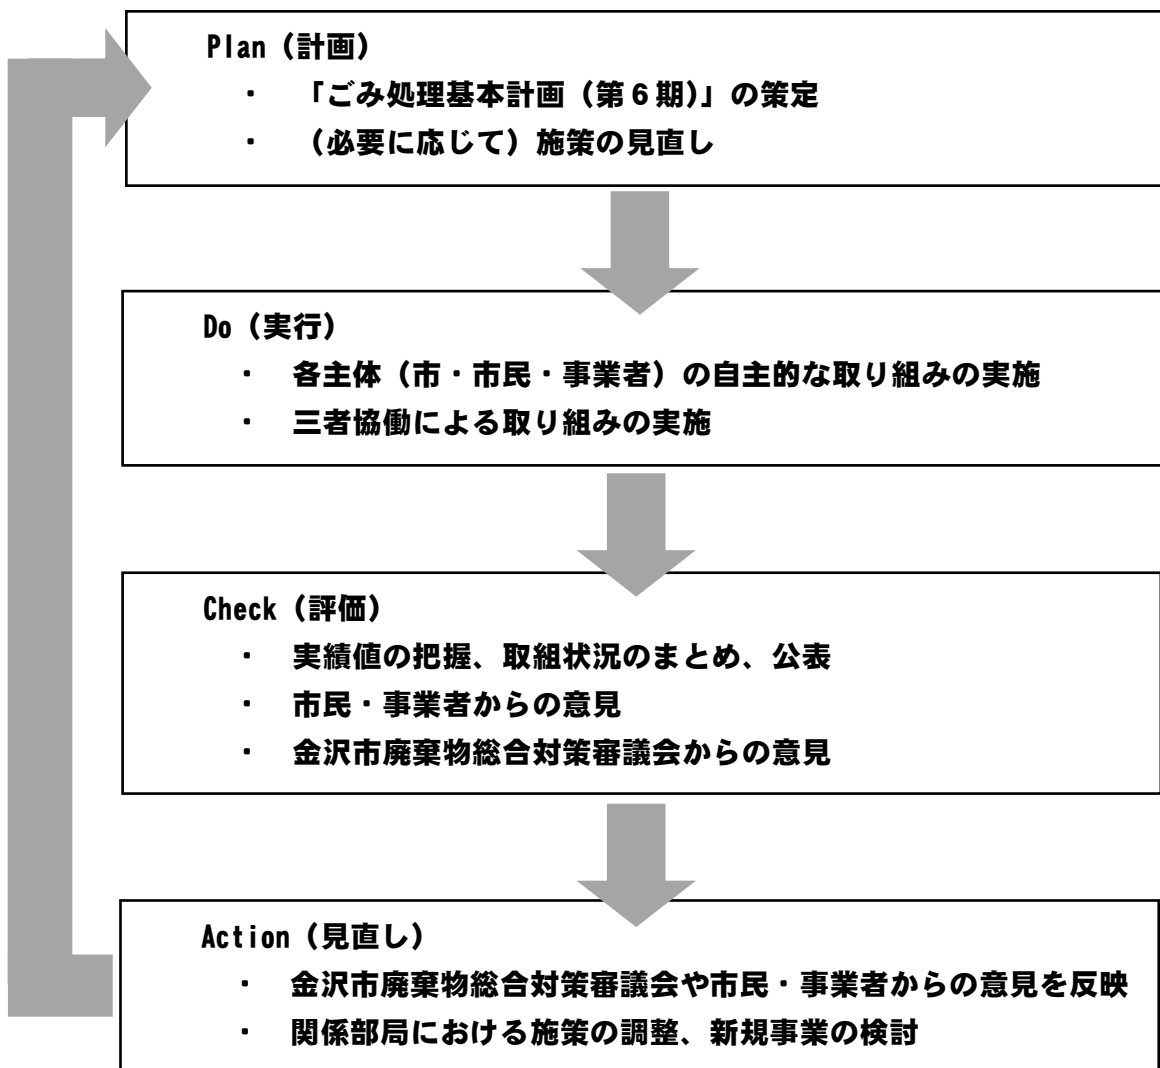 Plan（計画）
・ 「ごみ処理基本計画（第６期）」の策定
・ （必要に応じて）施策の見直し
Do（実行）
・ 各主体（市・市民・事業者）の自主的な取り組みの実施
・ 三者協働による取り組みの実施
Check（評価）
・ 実績値の把握、取組状況のまとめ、公表
・ 市民・事業者からの意見
・ 金沢市廃棄物総合対策審議会からの意見
Action（見直し）
・ 金沢市廃棄物総合対策審議会や市民・事業者からの意見を反映
・ 関係部局における施策の調整、新規事業の検討